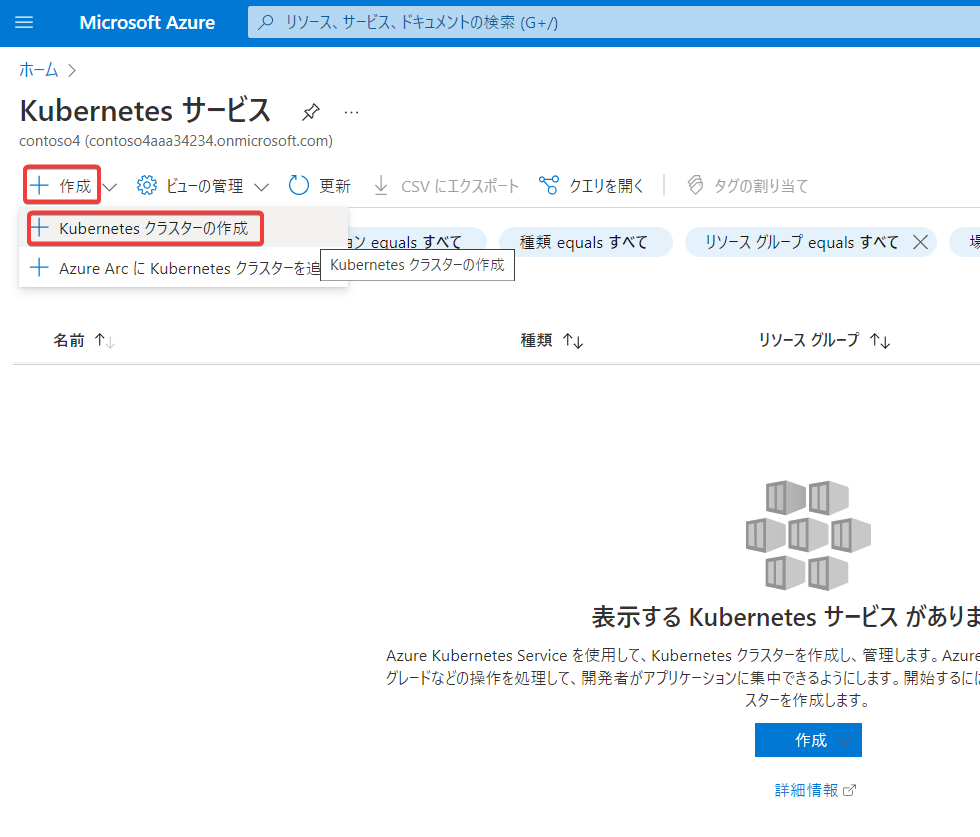 Microsoft Azure
リソース、サービス、ドキュメントの検索 (G+/)
ホーム
Kubernetes サービス
contoso4 (contoso4aaa34234.onmicrosoft.com)
作成 ビューの管理 更新 CSV にエクスポート クエリを開く タグの割り当て
Kubernetes クラスターの作成
ョン equals すべて 種類 equals すべて リソース グループ equals すべて 場
Azure Arc に Kubernetes クラスターを追
Kubernetes クラスターの作成
名前 種類 リソース グループ
表示する Kubernetes サービス がありま
Azure Kubernetes Service を使用して、Kubernetes クラスターを作成し、管理します。Azure
グレードなどの操作を処理して、開発者がアプリケーションに集中できるようにします。開始するには
スターを作成します。
作成
詳細情報